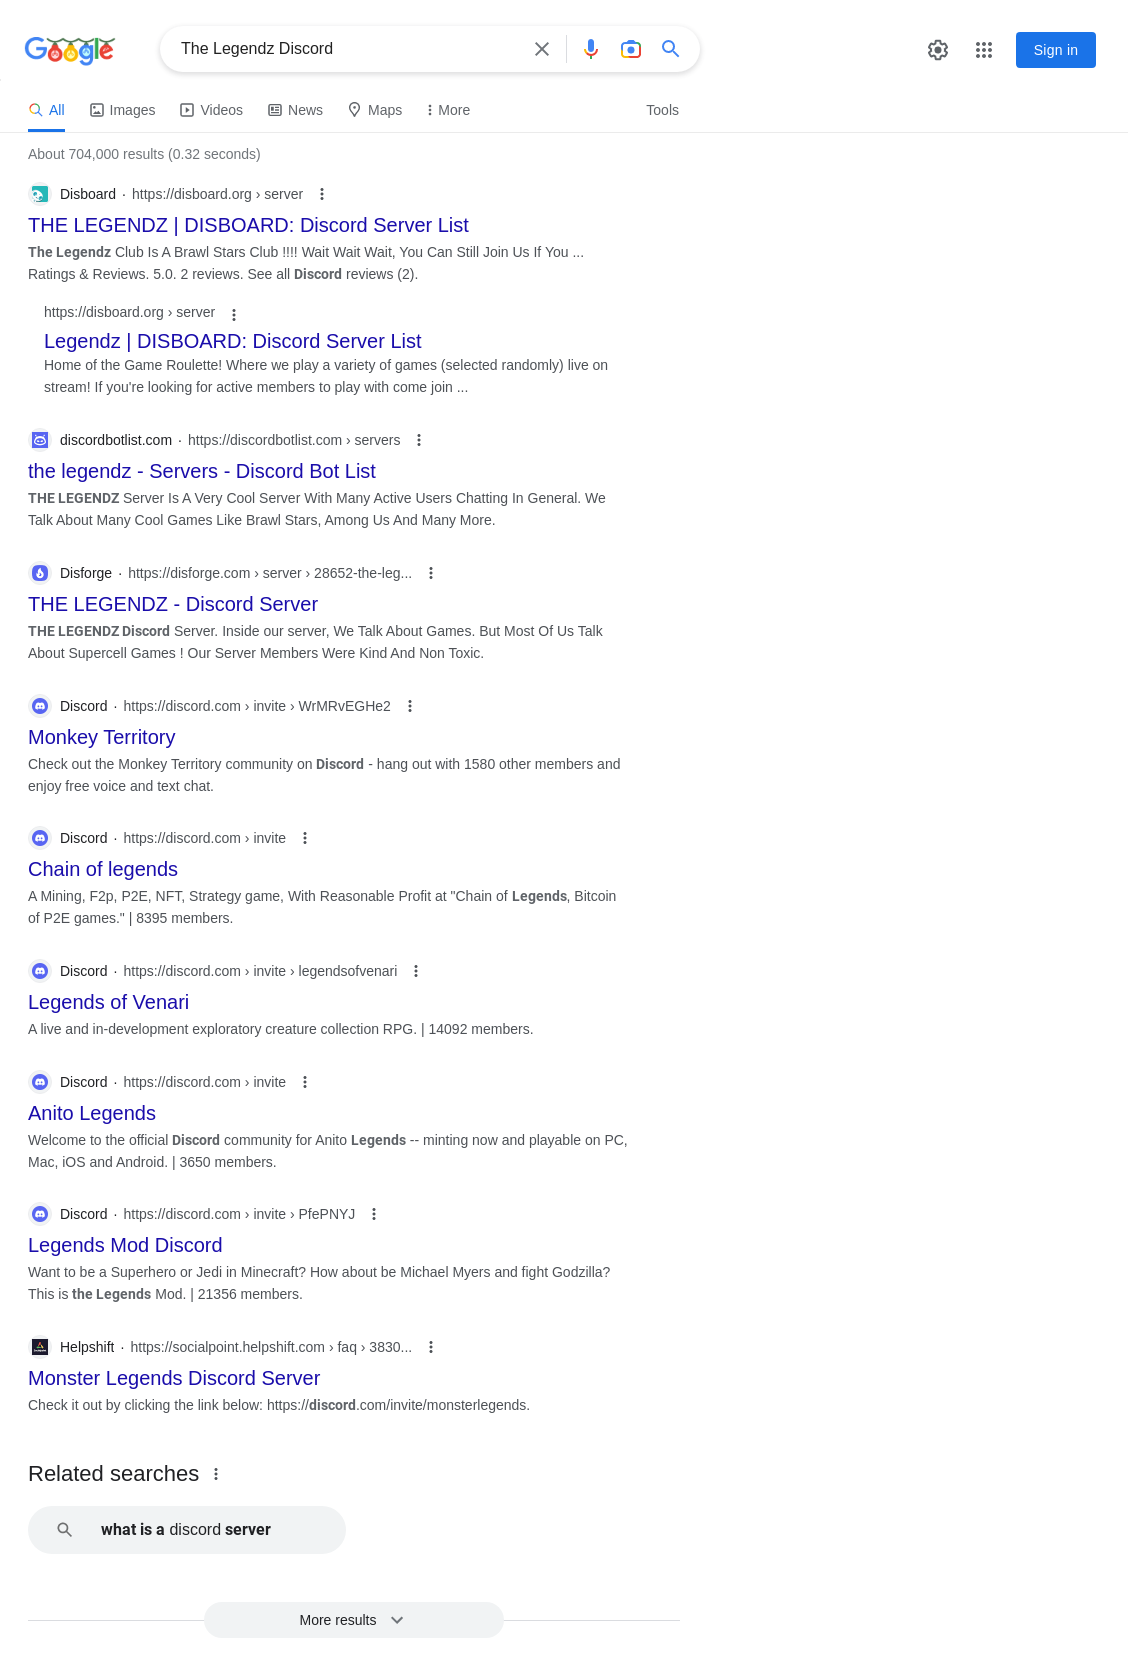 Google
The Legendz Discord
Sign in
All
Images
Videos
News
Maps
More
Tools
About 704,000 results (0.32 seconds)
Disboard · https://disboard.org › server
THE LEGENDZ | DISBOARD: Discord Server List
The Legendz Club Is A Brawl Stars Club !!!! Wait Wait Wait, You Can Still Join Us If You ...
Ratings & Reviews. 5.0. 2 reviews. See all Discord reviews (2).
https://disboard.org › server
Legendz | DISBOARD: Discord Server List
Home of the Game Roulette! Where we play a variety of games (selected randomly) live on
stream! If you're looking for active members to play with come join ...
discordbotlist.com · https://discordbotlist.com › servers
the legendz - Servers - Discord Bot List
THE LEGENDZ Server Is A Very Cool Server With Many Active Users Chatting In General. We
Talk About Many Cool Games Like Brawl Stars, Among Us And Many More.
Disforge · https://disforge.com › server › 28652-the-leg...
THE LEGENDZ - Discord Server
THE LEGENDZ Discord Server. Inside our server, We Talk About Games. But Most Of Us Talk
About Supercell Games ! Our Server Members Were Kind And Non Toxic.
Discord · https://discord.com › invite › WrMRvEGHe2
Monkey Territory
Check out the Monkey Territory community on Discord - hang out with 1580 other members and
enjoy free voice and text chat.
Discord · https://discord.com › invite
Chain of legends
A Mining, F2p, P2E, NFT, Strategy game, With Reasonable Profit at "Chain of Legends, Bitcoin
of P2E games." | 8395 members.
Discord · https://discord.com › invite › legendsofvenari
Legends of Venari
A live and in-development exploratory creature collection RPG. | 14092 members.
Discord · https://discord.com › invite
Anito Legends
Welcome to the official Discord community for Anito Legends -- minting now and playable on PC,
Mac, iOS and Android. | 3650 members.
Discord · https://discord.com › invite › PfePNYJ
Legends Mod Discord
Want to be a Superhero or Jedi in Minecraft? How about be Michael Myers and fight Godzilla?
This is the Legends Mod. | 21356 members.
Helpshift · https://socialpoint.helpshift.com › faq › 3830...
Monster Legends Discord Server
Check it out by clicking the link below: https://discord.com/invite/monsterlegends.
Related searches
what is a discord server
More results